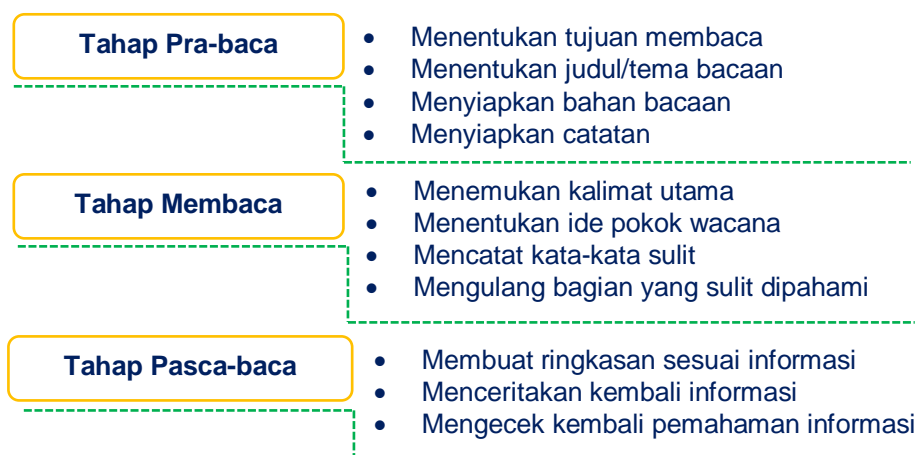 Tahap Pra-baca
• Menentukan tujuan membaca
• Menentukan judul/tema bacaan
• Menyiapkan bahan bacaan
• Menyiapkan catatan
Tahap Membaca
• Menemukan kalimat utama
• Menentukan ide pokok wacana
• Mencatat kata-kata sulit
• Mengulang bagian yang sulit dipahami
Tahap Pasca-baca
• Membuat ringkasan sesuai informasi
• Menceritakan kembali informasi
• Mengecek kembali pemahaman informasi